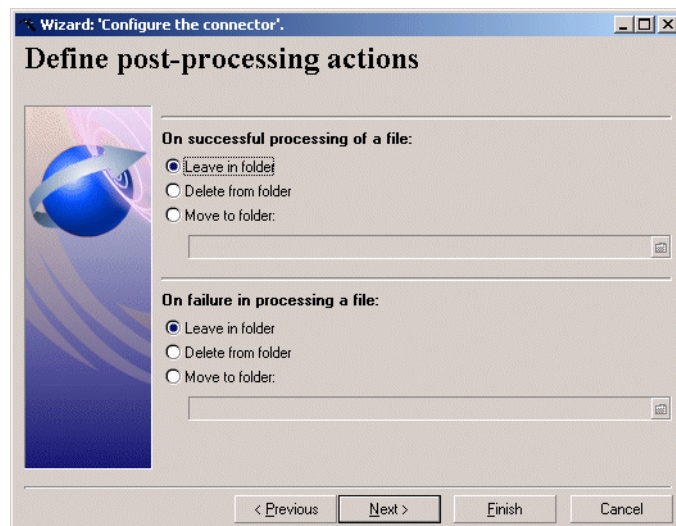 Wizard: 'Configure the connector'.
Define post-processing actions
On successful processing of a file:
Leave in folder
Delete from folder
Move to folder:
On failure in processing a file:
Leave in folder
Delete from folder
Move to folder:
< Previous Next > Finish Cancel